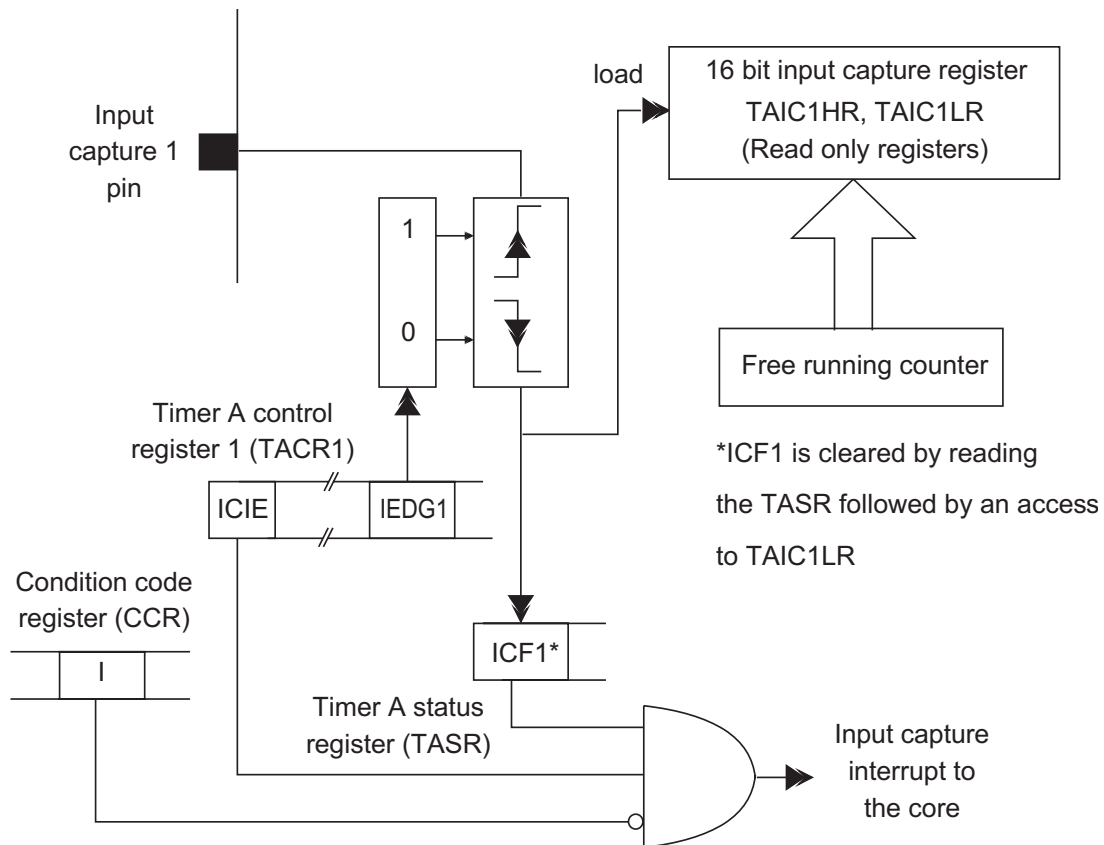 Input
capture 1
pin
load
16 bit input capture register
TAIC1HR, TAIC1LR
(Read only registers)
1
0
Free running counter
Timer A control
register 1 (TACR1)
ICIE
IEDG1
*ICF1 is cleared by reading
the TASR followed by an access
to TAIC1LR
Condition code
register (CCR)
I
ICF1*
Timer A status
register (TASR)
Input capture
interrupt to
the core